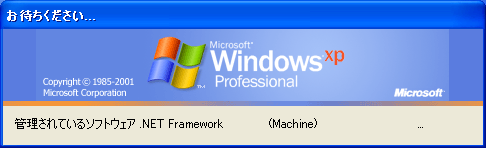 お待ちください...
Microsoft®
Windows xp
Professional
Copyright © 1985-2001
Microsoft Corporation
Microsoft
管理されているソフトウェア .NET Framework (Machine) ...